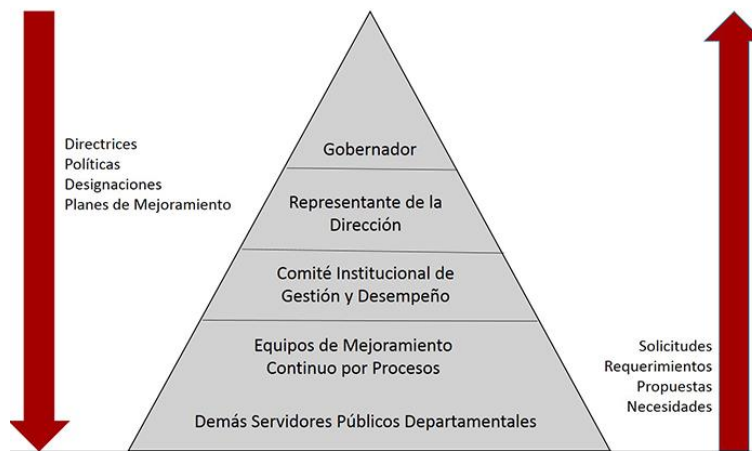 Directrices
Políticas
Designaciones
Planes de Mejoramiento
Gobernador
Representante de la
Dirección
Comité Institucional de
Gestión y Desempeño
Equipos de Mejoramiento
Continuo por Procesos
Demás Servidores Públicos Departamentales
Solicitudes
Requerimientos
Propuestas
Necesidades